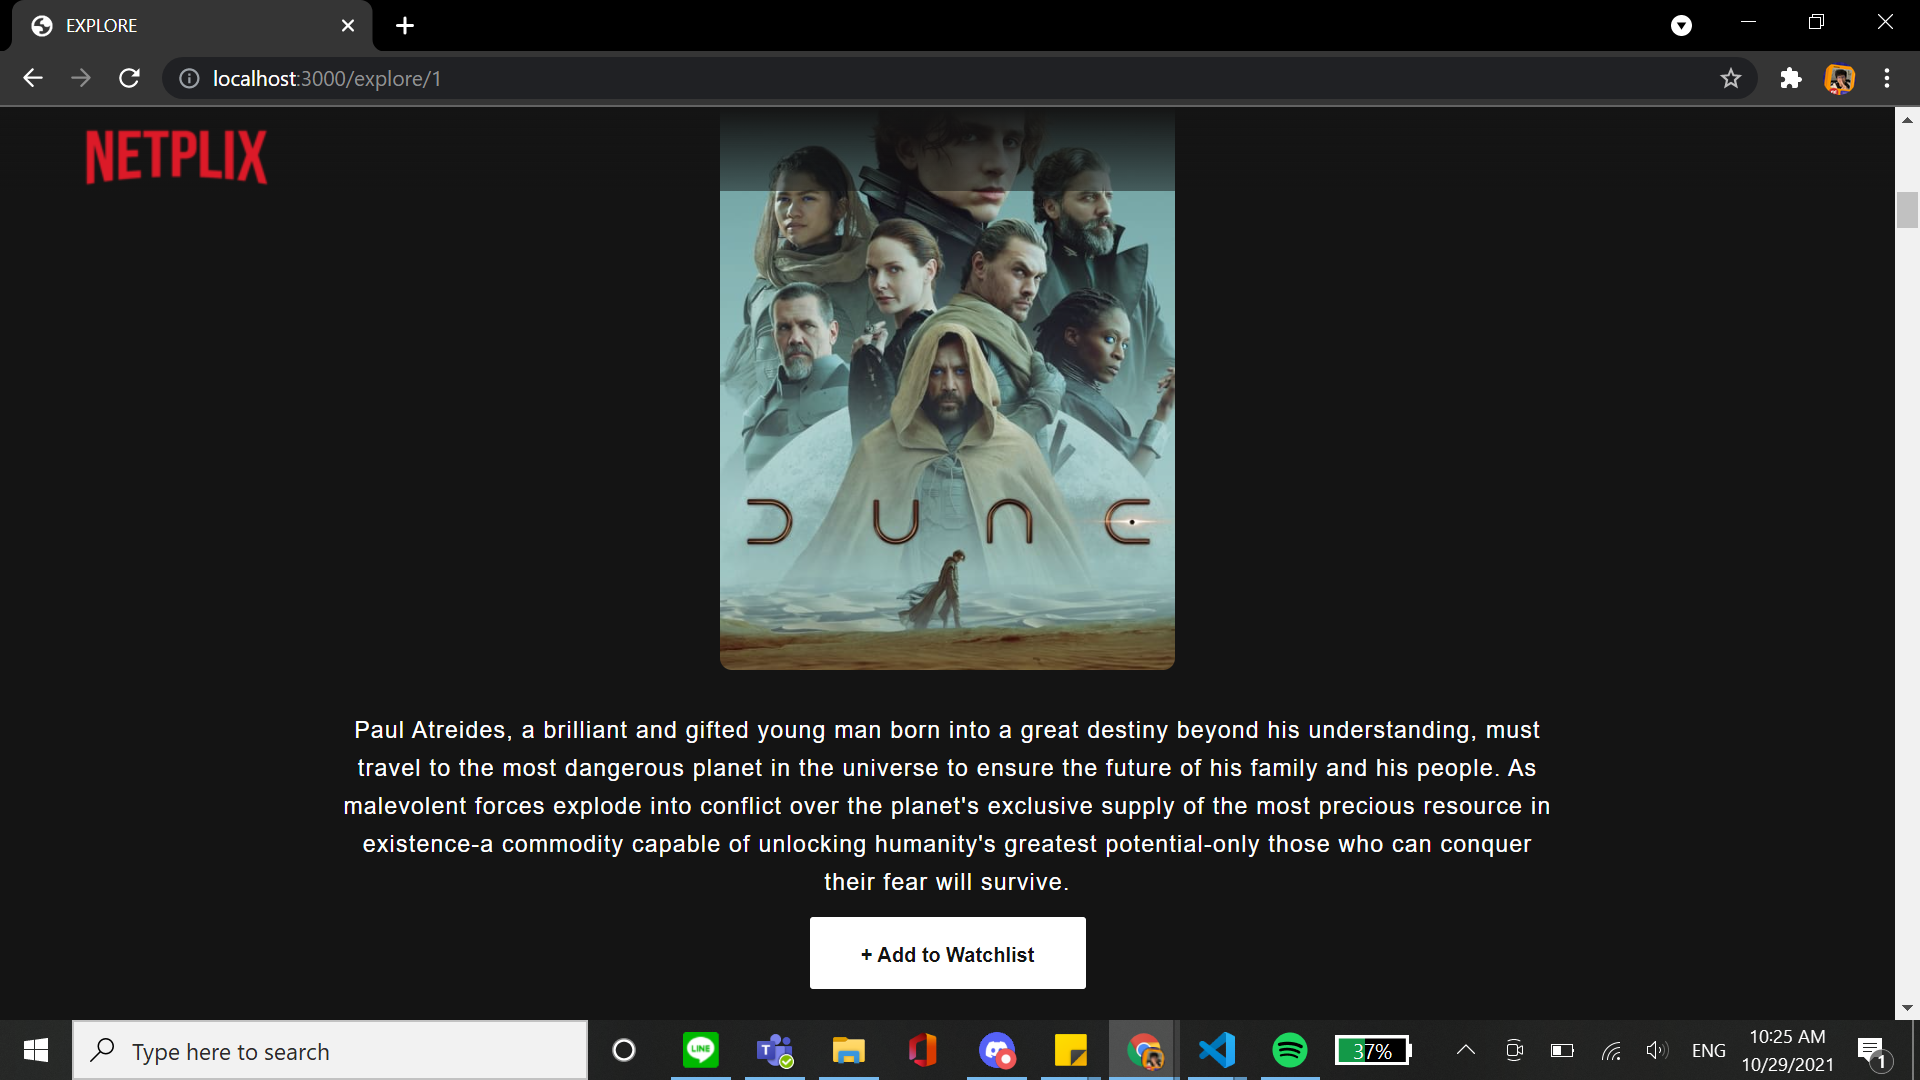 EXPLORE
localhost:3000/explore/1
NETPLIX
DUNE
Paul Atreides, a brilliant and gifted young man born into a great destiny beyond his understanding, must
travel to the most dangerous planet in the universe to ensure the future of his family and his people. As
malevolent forces explode into conflict over the planet's exclusive supply of the most precious resource in
existence-a commodity capable of unlocking humanity's greatest potential-only those who can conquer
their fear will survive.
+ Add to Watchlist
Type here to search
LINE
T
37%
ENG
10:25 AM
10/29/2021
1